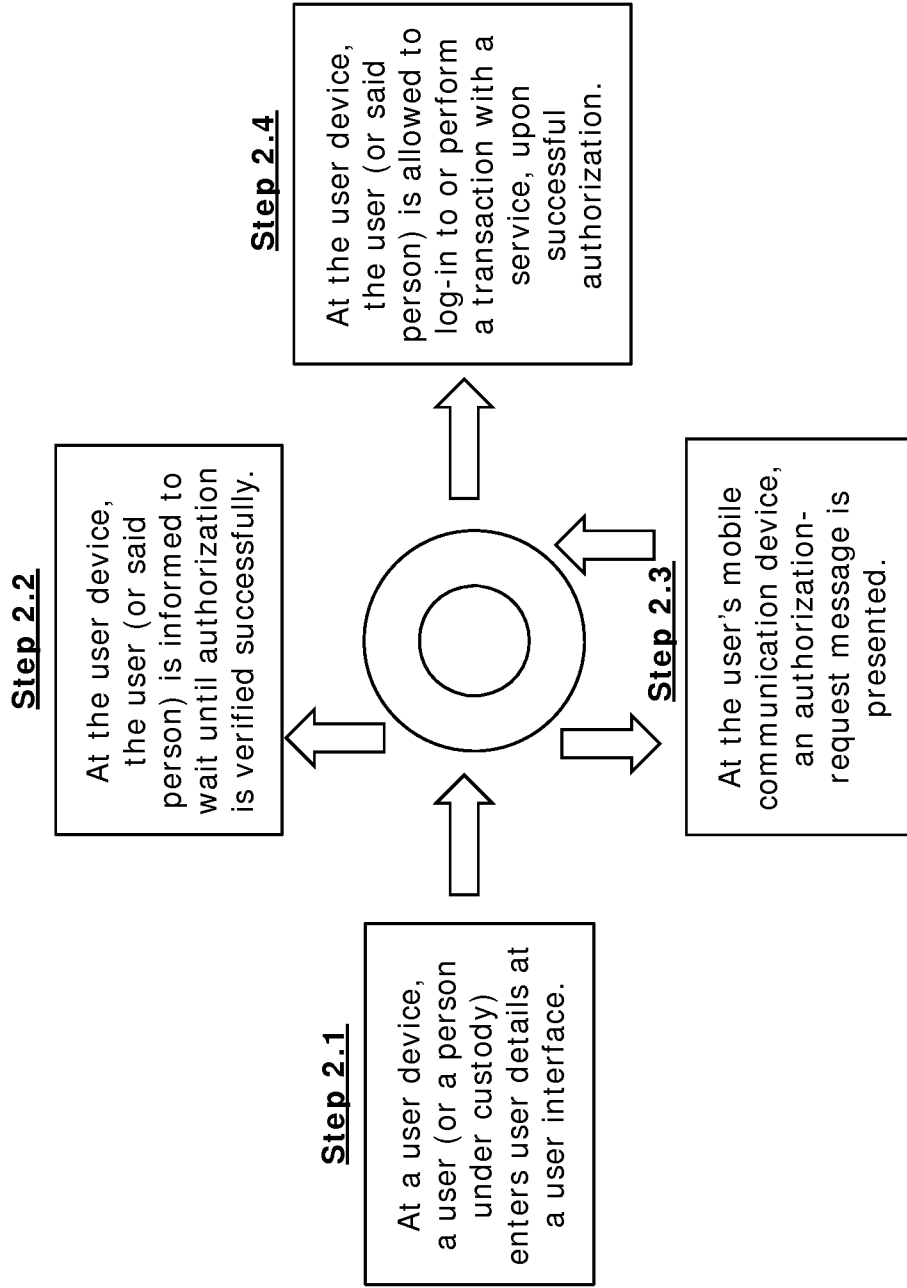 Step 2.1
At a user device,
a user (or a person
under custody)
enters user details at
a user interface.
Step 2.2
At the user device,
the user (or said
person) is informed to
wait until authorization
is verified successfully.
Step 2.3
At the user's mobile
communication device,
an authorization-
request message is
presented.
Step 2.4
At the user device,
the user (or said
person) is allowed to
log-in to or perform
a transaction with a
service, upon
successful
authorization.